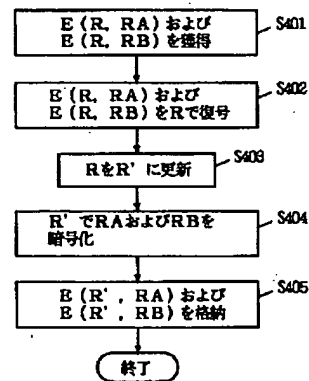 E(R, RA)および
E(R, RB)を獲得
S401
E(R, RA)および
E(R, RB)をRで復号
S402
RをR'に更新
S403
R'でRAおよびRBを
暗号化
S404
E(R', RA)および
E(R', RB)を格納
S405
終了